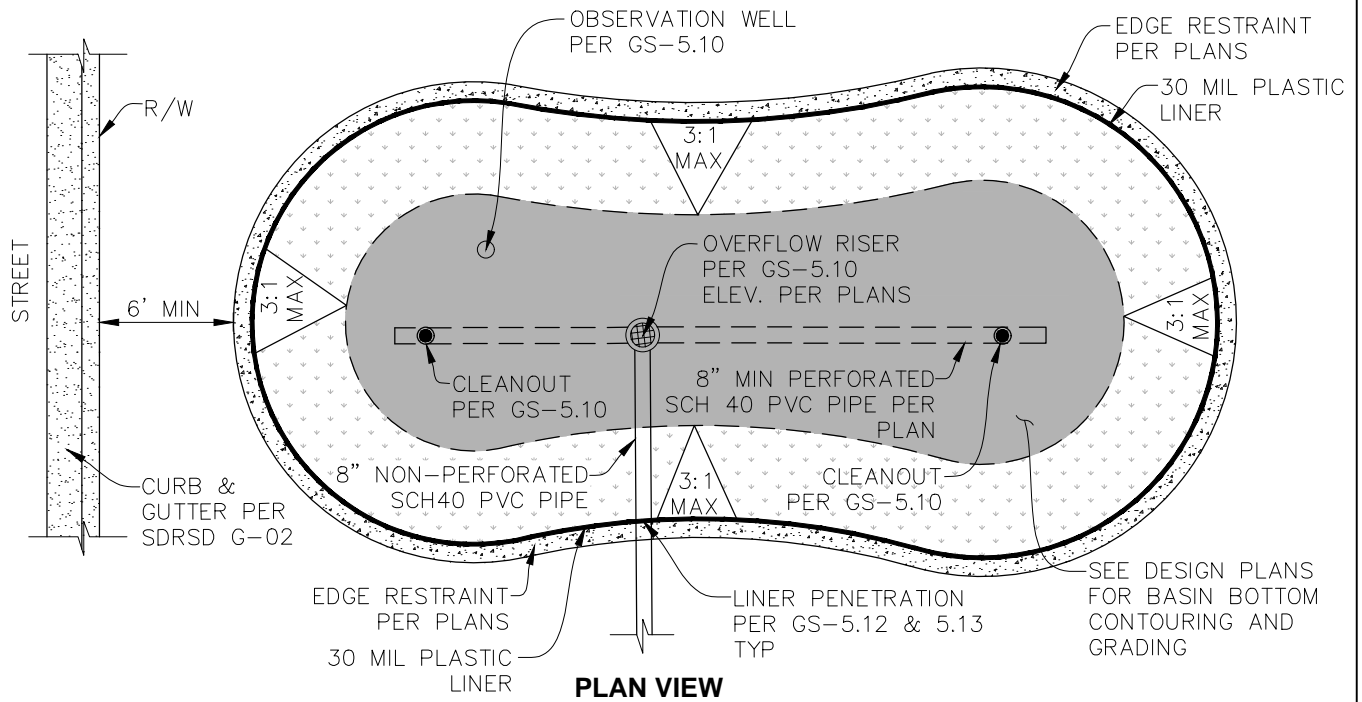 OBSERVATION WELL
PER GS-5.10
EDGE RESTRAINT
PER PLANS
30 MIL PLASTIC
LINER
R/W
3:1
MAX
STREET
6' MIN
3:1
MAX
OVERFLOW RISER
PER GS-5.10
ELEV. PER PLANS
3:1
MAX
CLEANOUT
PER GS-5.10
8" MIN PERFORATED
SCH 40 PVC PIPE PER
PLAN
8" NON-PERFORATED
SCH40 PVC PIPE
3:1
MAX
CLEANOUT
PER GS-5.10
CURB &
GUTTER PER
SDRSD G-02
EDGE RESTRAINT
PER PLANS
30 MIL PLASTIC
LINER
LINER PENETRATION
PER GS-5.12 & 5.13
TYP
SEE DESIGN PLANS
FOR BASIN BOTTOM
CONTOURING AND
GRADING
PLAN VIEW